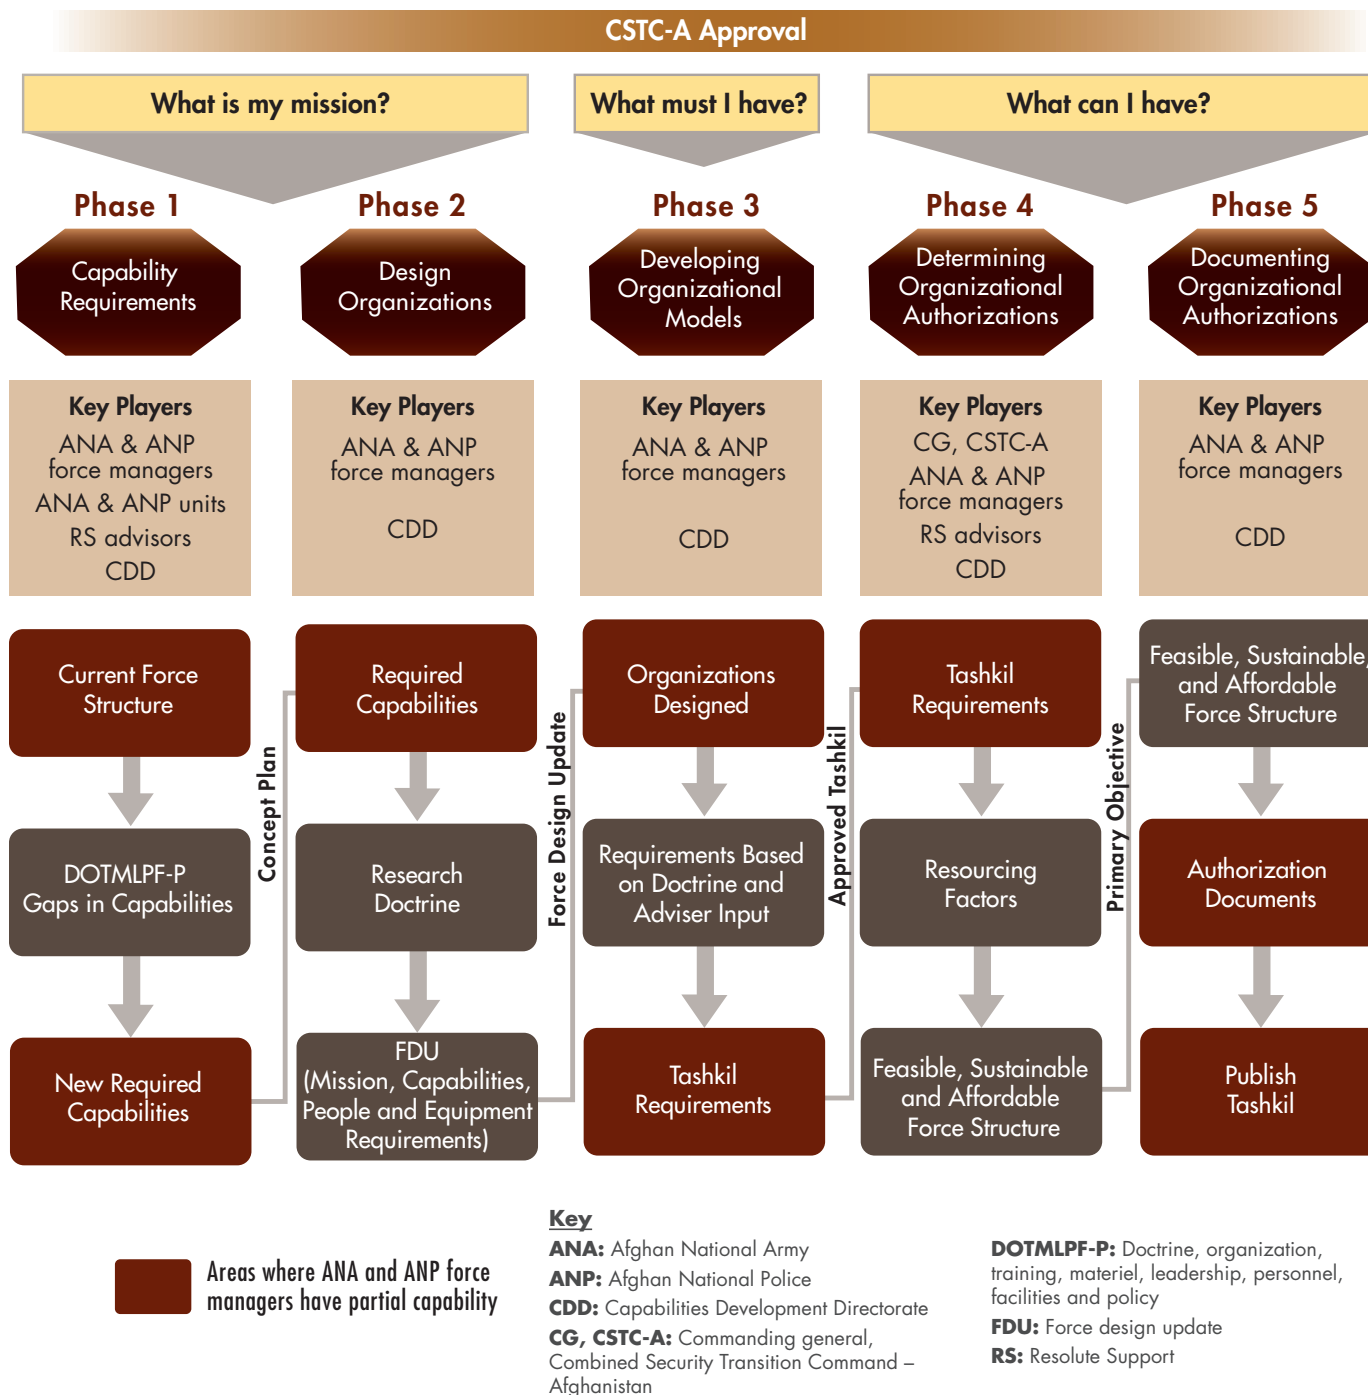 CSTC-A Approval
What is my mission?
What must I have?
What can I have?
Phase 1
Phase 2
Phase 3
Phase 4
Phase 5
Capability
Requirements
Design
Organizations
Developing
Organizational
Models
Determining
Organizational
Authorizations
Documenting
Organizational
Authorizations
Key Players
ANA & ANP
force managers
ANA & ANP units
RS advisors
CDD
Key Players
ANA & ANP
force managers
CDD
Key Players
ANA & ANP
force managers
CDD
Key Players
CG, CSTC-A
ANA & ANP
force managers
RS advisors
CDD
Key Players
ANA & ANP
force managers
CDD
Current Force
Structure
DOTMLPF-P
Gaps in Capabilities
New Required
Capabilities
Concept Plan
Required
Capabilities
Research
Doctrine
FDU
(Mission, Capabilities,
People and Equipment
Requirements)
Force Design Update
Organizations
Designed
Requirements Based
on Doctrine and
Adviser Input
Tashkil
Requirements
Approved Tashkil
Tashkil
Requirements
Resourcing
Factors
Feasible, Sustainable
and Affordable
Force Structure
Primary Objective
Feasible, Sustainable,
and Affordable
Force Structure
Authorization
Documents
Publish
Tashkil
Areas where ANA and ANP force
managers have partial capability
Key
ANA: Afghan National Army
ANP: Afghan National Police
CDD: Capabilities Development Directorate
CG, CSTC-A: Commanding general,
Combined Security Transition Command –
Afghanistan
DOTMLPF-P: Doctrine, organization,
training, materiel, leadership, personnel,
facilities and policy
FDU: Force design update
RS: Resolute Support